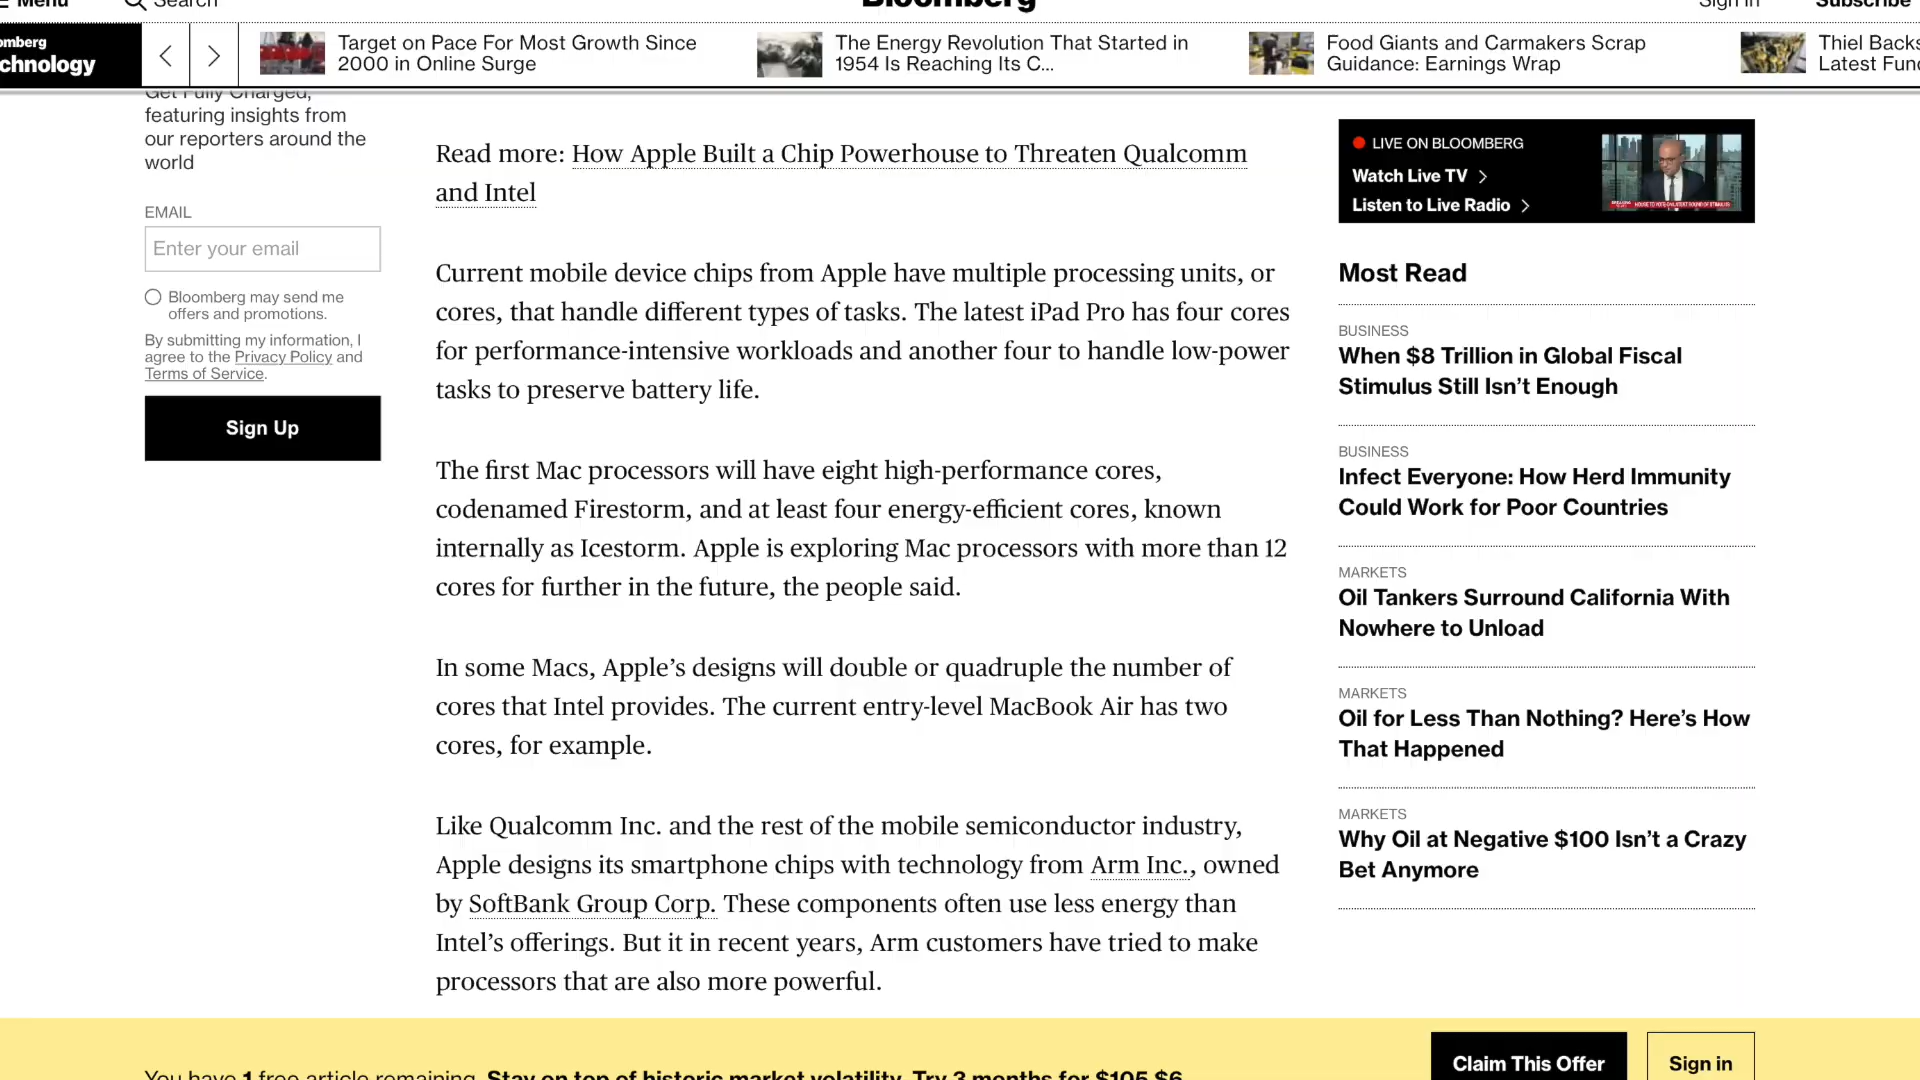 Menu
Search
Bloomberg
Sign In
Subscribe
omberg
chnology
Target on Pace For Most Growth Since
2000 in Online Surge
The Energy Revolution That Started in
1954 Is Reaching Its C...
Food Giants and Carmakers Scrap
Guidance: Earnings Wrap
Thiel Backs
Latest Fun
Get Fully Charged,
featuring insights from
our reporters around the
world
EMAIL
Enter your email
Bloomberg may send me
offers and promotions.
By submitting my information, I
agree to the Privacy Policy and
Terms of Service.
Sign Up
Read more: How Apple Built a Chip Powerhouse to Threaten Qualcomm
and Intel
Current mobile device chips from Apple have multiple processing units, or
cores, that handle different types of tasks. The latest iPad Pro has four cores
for performance-intensive workloads and another four to handle low-power
tasks to preserve battery life.
The first Mac processors will have eight high-performance cores,
codenamed Firestorm, and at least four energy-efficient cores, known
internally as Icestorm. Apple is exploring Mac processors with more than 12
cores for further in the future, the people said.
In some Macs, Apple’s designs will double or quadruple the number of
cores that Intel provides. The current entry-level MacBook Air has two
cores, for example.
Like Qualcomm Inc. and the rest of the mobile semiconductor industry,
Apple designs its smartphone chips with technology from Arm Inc., owned
by SoftBank Group Corp. These components often use less energy than
Intel’s offerings. But it in recent years, Arm customers have tried to make
processors that are also more powerful.
LIVE ON BLOOMBERG
Watch Live TV
Listen to Live Radio
HOUSE TO VOTE ON LATEST ROUND OF STIMULUS
Most Read
BUSINESS
When $8 Trillion in Global Fiscal
Stimulus Still Isn’t Enough
BUSINESS
Infect Everyone: How Herd Immunity
Could Work for Poor Countries
MARKETS
Oil Tankers Surround California With
Nowhere to Unload
MARKETS
Oil for Less Than Nothing? Here’s How
That Happened
MARKETS
Why Oil at Negative $100 Isn’t a Crazy
Bet Anymore
You have 1 free article remaining. Stay on top of historic market volatility. Try 3 months for $105 $6.
Claim This Offer
Sign in